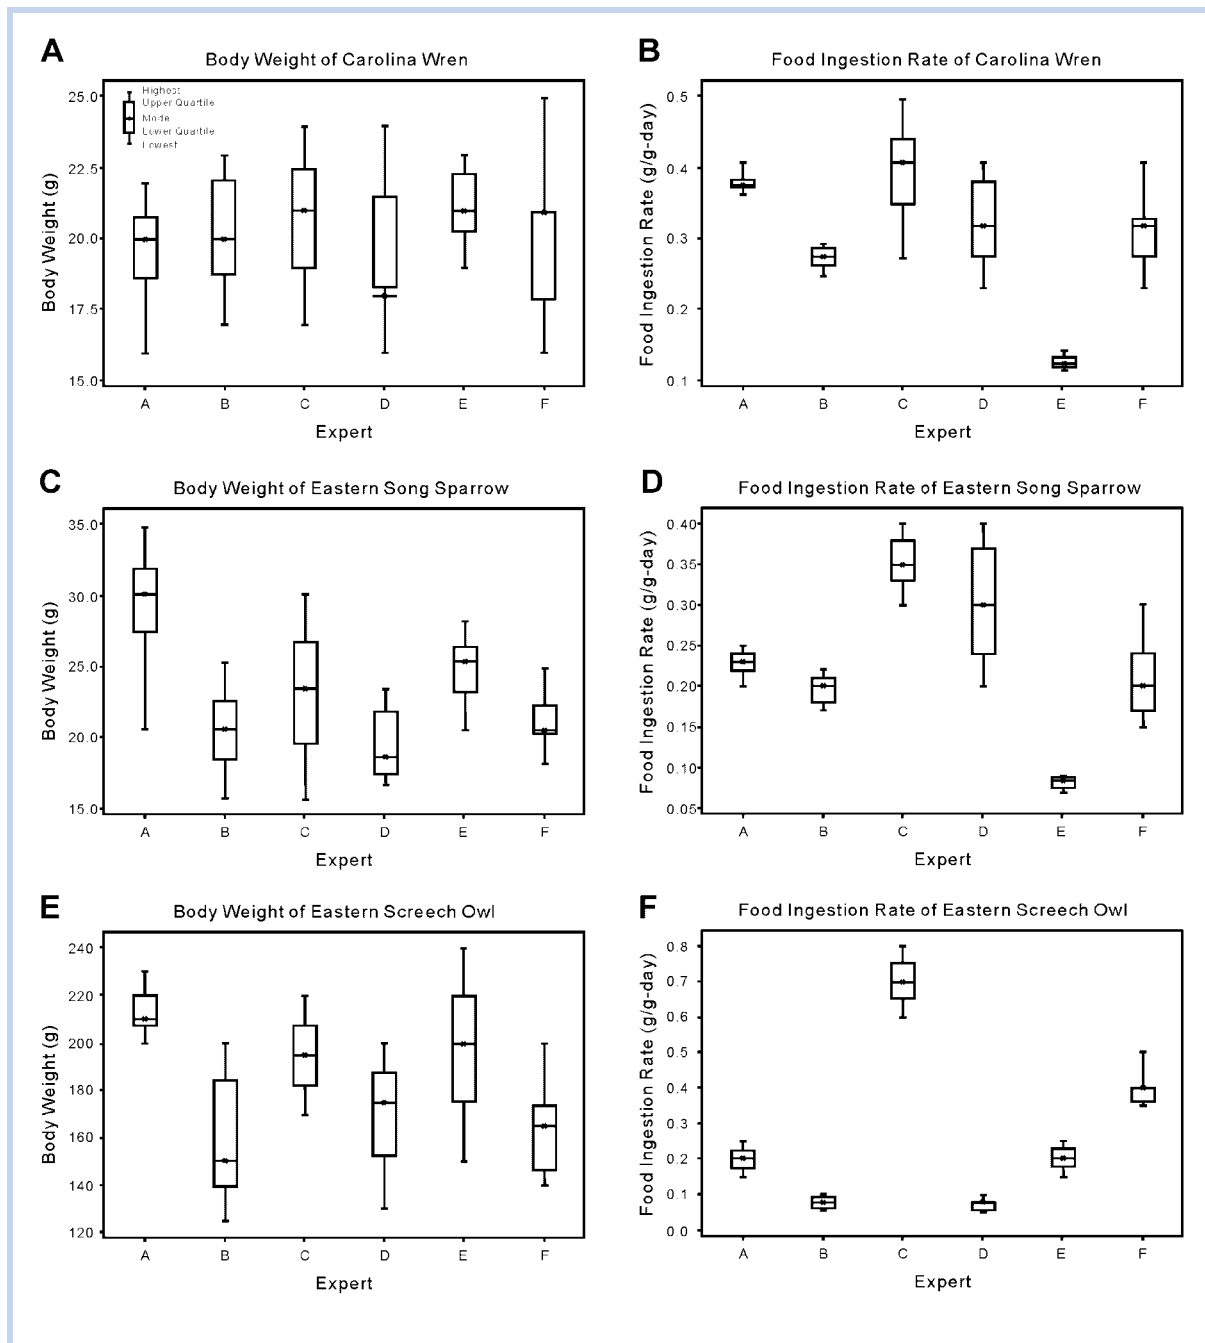 A
Body Weight of Carolina Wren
Highest
Upper Quartile
Mode
Lower Quartile
Lowest
25.0
22.5
20.0
17.5
15.0
Body Weight (g)
A B C D E F
Expert
B
Food Ingestion Rate of Carolina Wren
0.5
0.4
0.3
0.2
0.1
Food Ingestion Rate (g/g-day)
A B C D E F
Expert
C
Body Weight of Eastern Song Sparrow
35.0
30.0
25.0
20.0
15.0
Body Weight (g)
A B C D E F
Expert
D
Food Ingestion Rate of Eastern Song Sparrow
0.40
0.35
0.30
0.25
0.20
0.15
0.10
0.05
Food Ingestion Rate (g/g-day)
A B C D E F
Expert
E
Body Weight of Eastern Screech Owl
240
220
200
180
160
140
120
Body Weight (g)
A B C D E F
Expert
F
Food Ingestion Rate of Eastern Screech Owl
0.8
0.7
0.6
0.5
0.4
0.3
0.2
0.1
0.0
Food Ingestion Rate (g/g-day)
A B C D E F
Expert